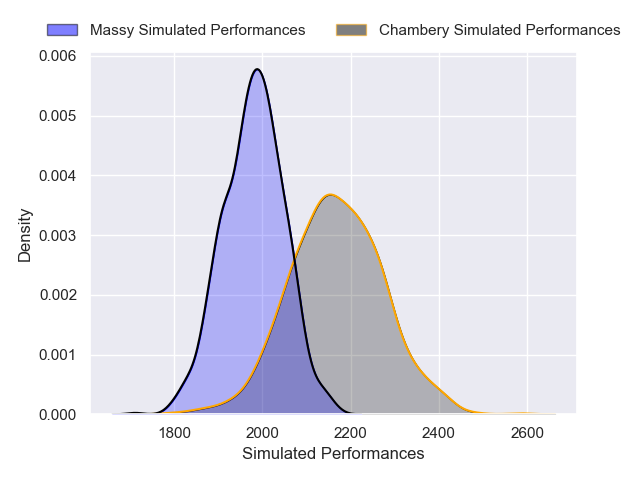 Massy Simulated Performances Chambery Simulated Performances
0.006
0.005
0.004
0.003
0.002
0.001
0.000
Density
1800 2000 2200 2400 2600
Simulated Performances